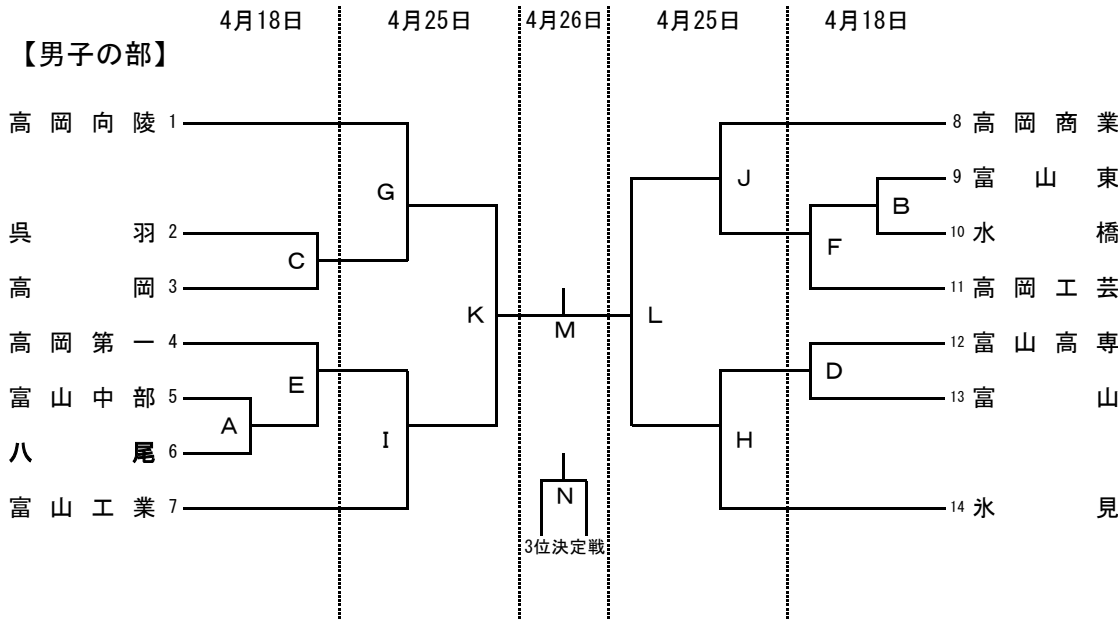 4月18日 4月25日 4月26日 4月25日 4月18日
【男子の部】
高岡向陵 1 8 高岡商業
9 富山東
G J
B
呉羽 2 10 水橋
C F
高岡 3 11 高岡工芸
K M L
高岡第一 4 12 富山高専
E D
富山中部 5 13 富山
A I H
八尾 6
N
富山工業 7 14 氷見
3位決定戦